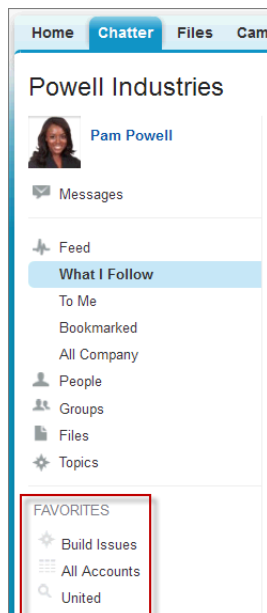 Home Chatter Files Cam
Powell Industries
Pam Powell
Messages
Feed
What I Follow
To Me
Bookmarked
All Company
People
Groups
Files
Topics
FAVORITES
Build Issues
All Accounts
United